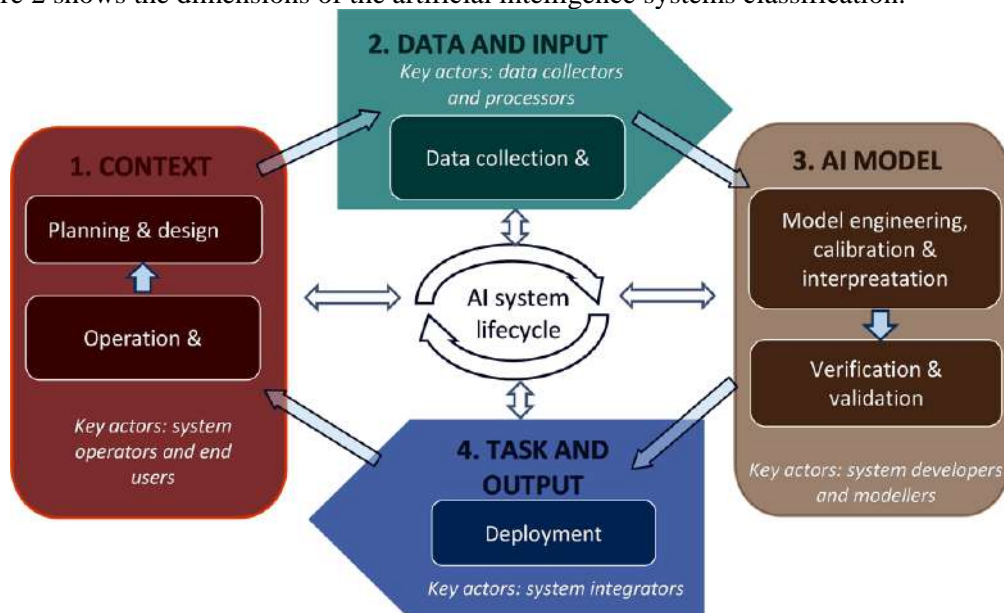 re 2 shows the dimensions of the artificial intelligence systems classification.
2. DATA AND INPUT
Key actors: data collectors
and processors
Data collection &
1. CONTEXT
Planning & design
Operation &
Key actors: system
operators and end
users
3. AI MODEL
Model engineering,
calibration &
interpreatation
Verification &
validation
Key actors: system developers
and modellers
AI system
lifecycle
4. TASK AND
OUTPUT
Deployment
Key actors: system integrators